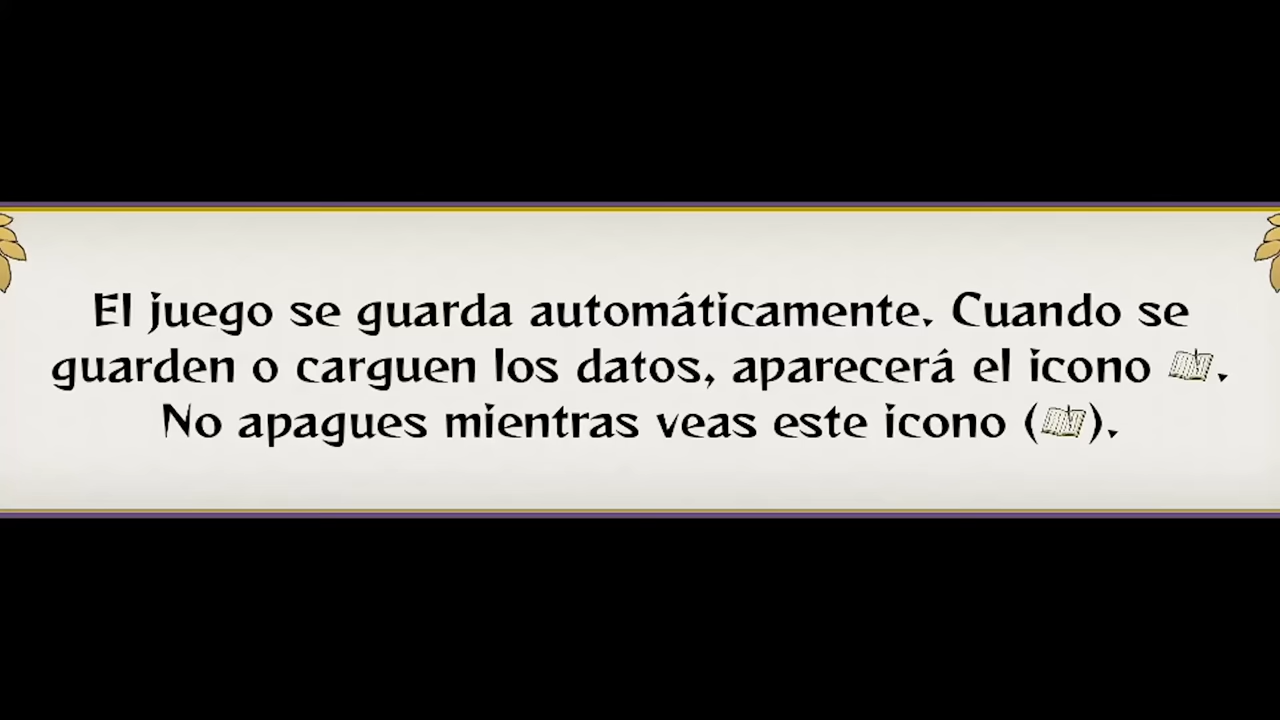 El juego se guarda automáticamente. Cuando se
guarden o carguen los datos, aparecerá el icono .
No apagues mientras veas este icono ().